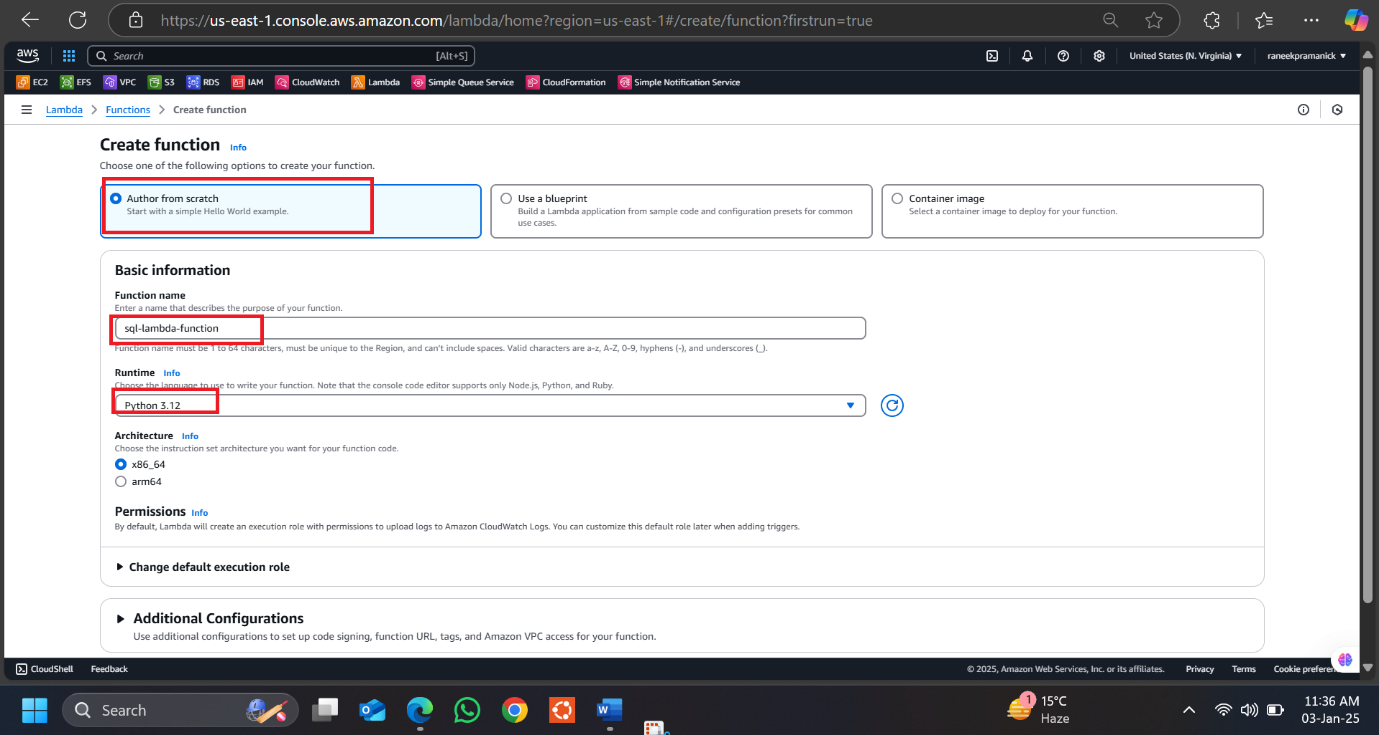 https://us-east-1.console.aws.amazon.com/lambda/home?region=us-east-1#/create/function?firstrun=true
aws Search [Alt+S] United States (N. Virginia) raneekpramanick
EC2 EFS VPC S3 RDS IAM CloudWatch Lambda Simple Queue Service CloudFormation Simple Notification Service
Lambda > Functions > Create function
Create function Info
Choose one of the following options to create your function.
Author from scratch
Start with a simple Hello World example.
Use a blueprint
Build a Lambda application from sample code and configuration presets for common
use cases.
Container image
Select a container image to deploy for your function.
Basic information
Function name
Enter a name that describes the purpose of your function.
sql-lambda-function
Function name must be 1 to 64 characters, must be unique to the Region, and can't include spaces. Valid characters are a-z, A-Z, 0-9, hyphens (-), and underscores (_).
Runtime Info
Choose the language to use to write your function. Note that the console code editor supports only Node.js, Python, and Ruby.
Python 3.12
Architecture Info
Choose the instruction set architecture you want for your function code.
x86_64
arm64
Permissions Info
By default, Lambda will create an execution role with permissions to upload logs to Amazon CloudWatch Logs. You can customize this default role later when adding triggers.
Change default execution role
Additional Configurations
Use additional configurations to set up code signing, function URL, tags, and Amazon VPC access for your function.
CloudShell Feedback © 2025, Amazon Web Services, Inc. or its affiliates. Privacy Terms Cookie preferen
Search
1
15°C
Haze
11:36 AM
03-Jan-25